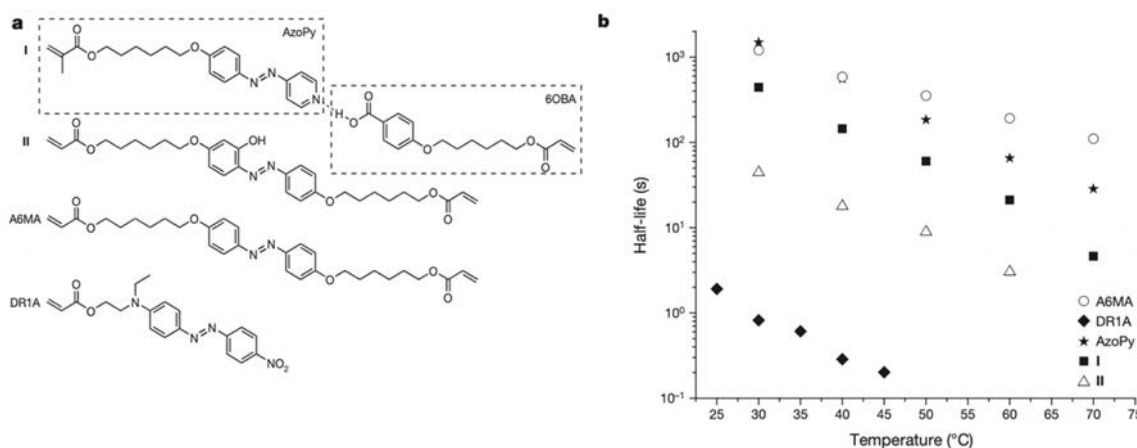 a
I
O
O
O
AzoPy
N
N
N
H
O
O
6OBA
O
O
O
II
O
O
O
OH
N
N
O
O
O
A6MA
O
O
O
N
N
O
O
O
DR1A
O
O
N
N
N
NO2
b
Half-life (s)
10³
10²
10¹
10⁰
10⁻¹
25 30 35 40 45 50 55 60 65 70 75
Temperature (°C)
A6MA
DR1A
AzoPy
I
II